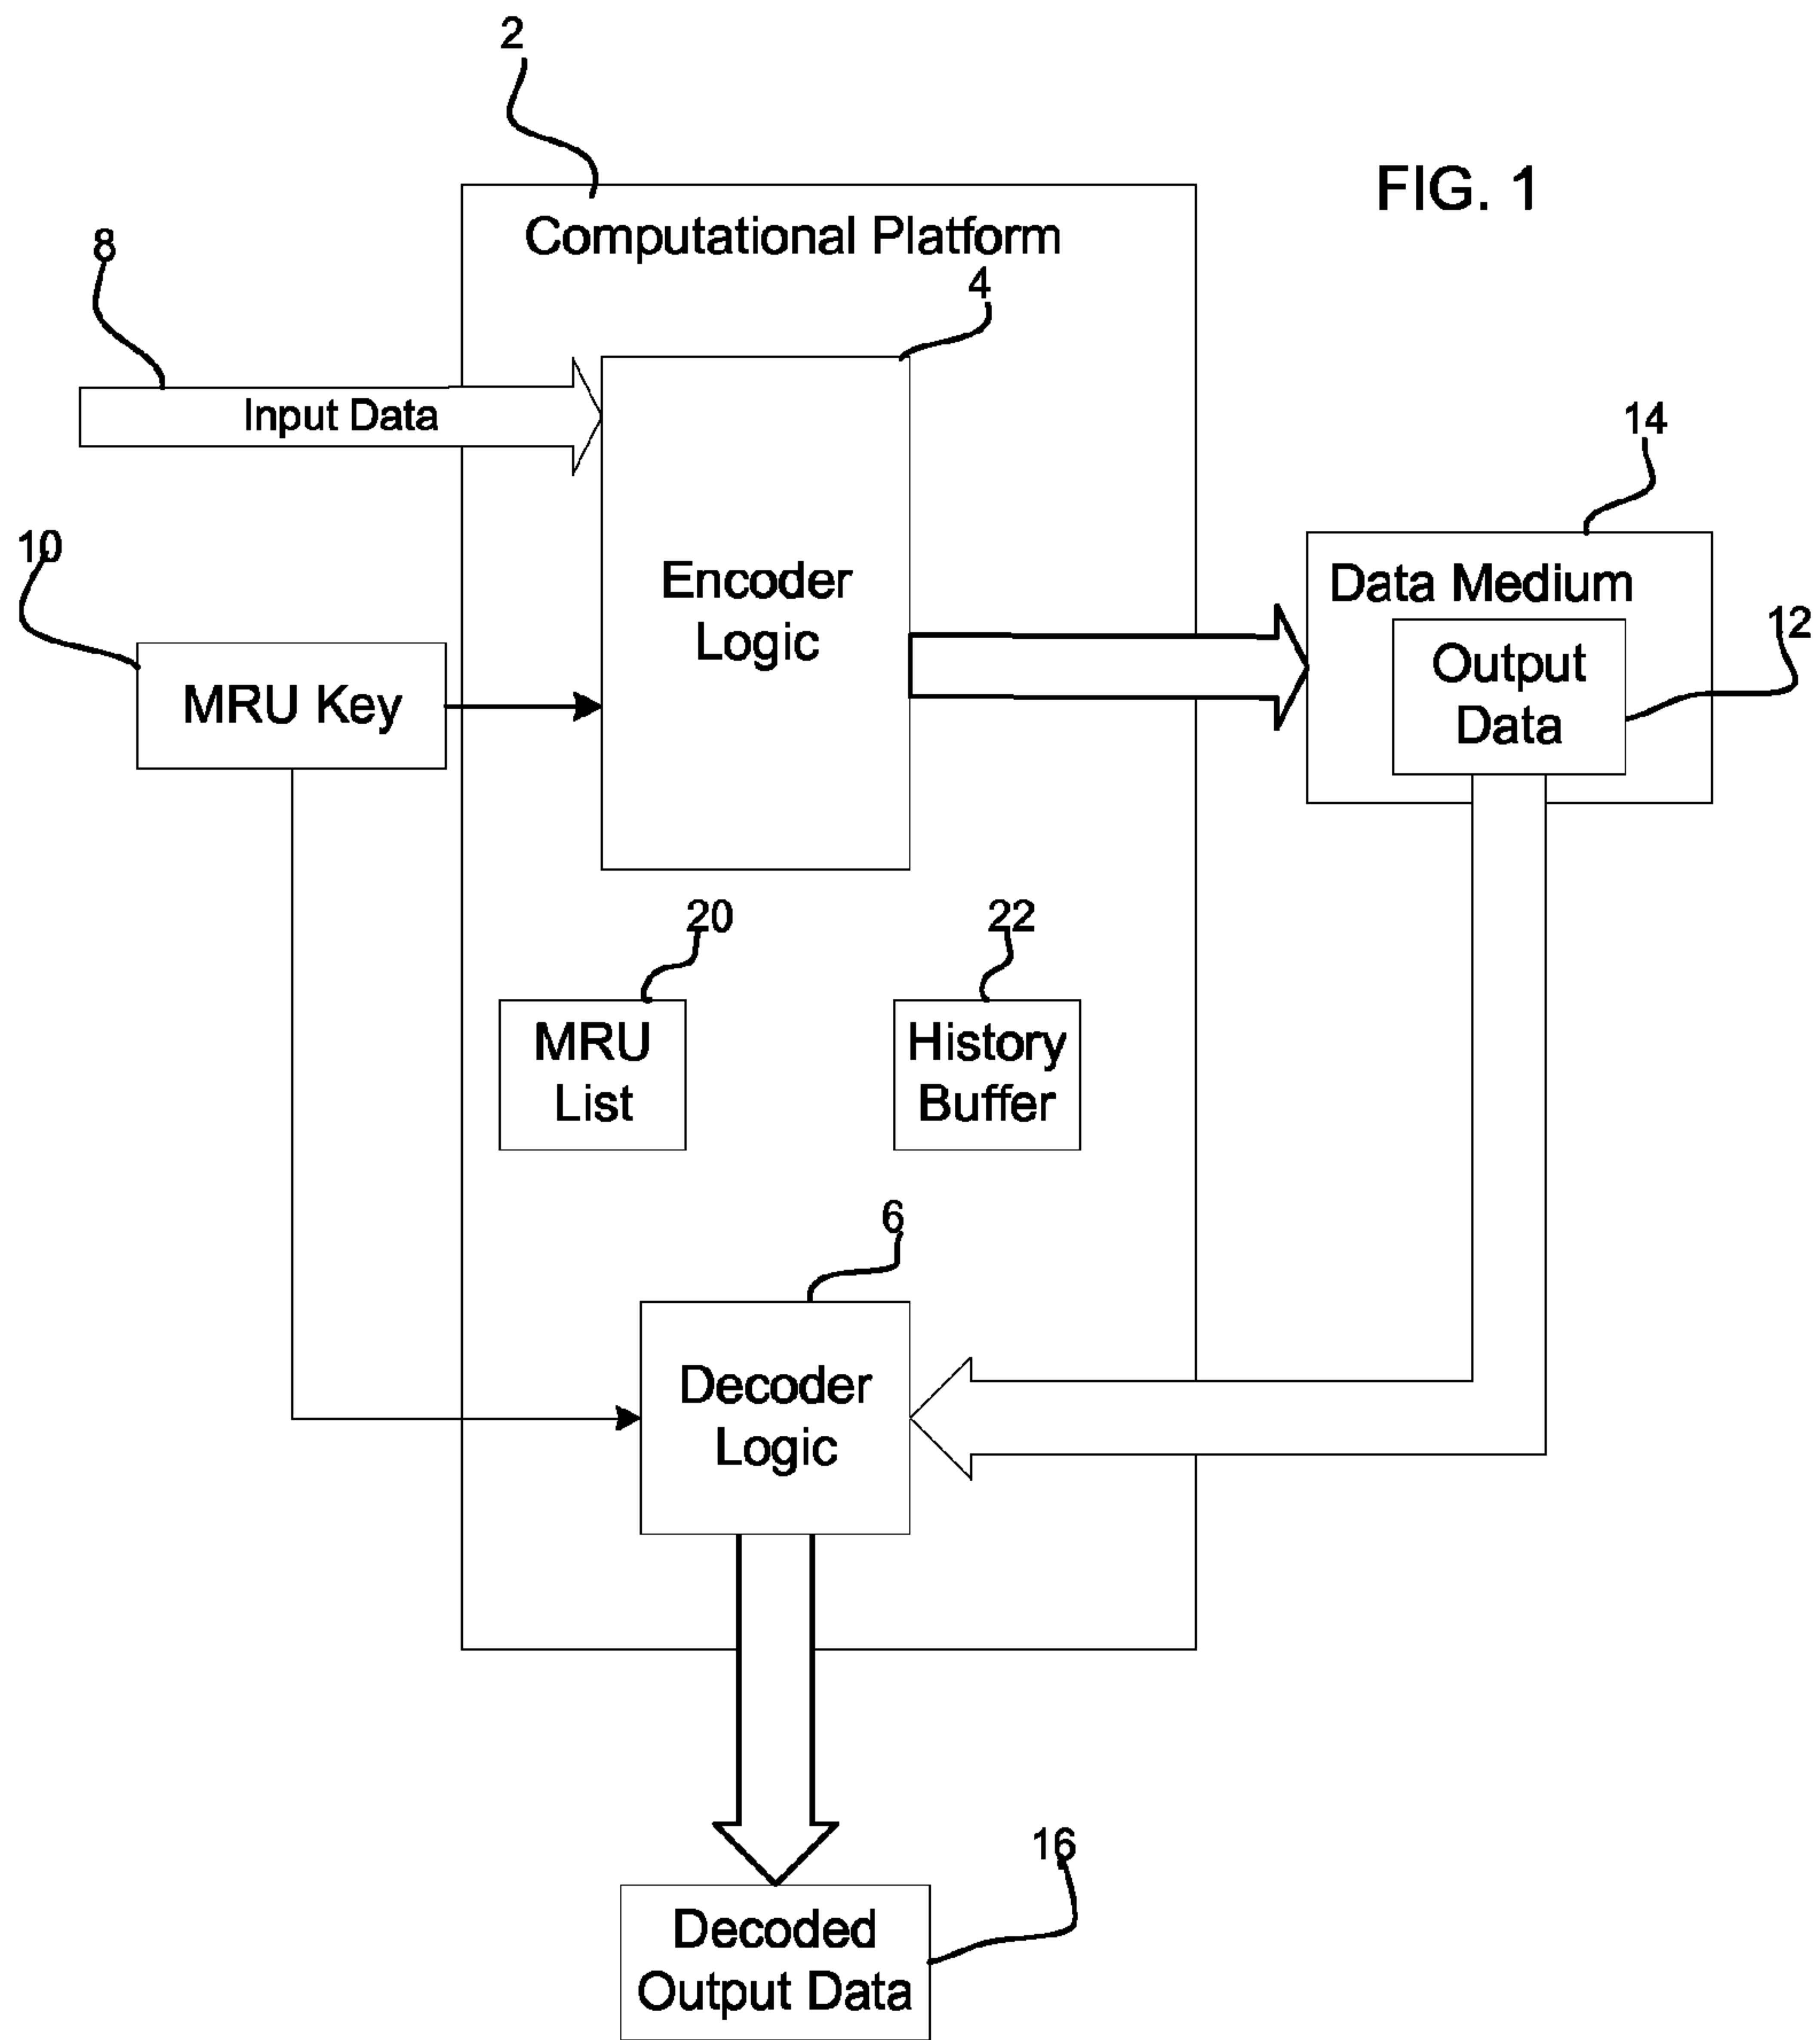 2
FIG. 1
Computational Platform
8
4
Input Data
14
10
Encoder
Logic
Data Medium
12
Output
Data
MRU Key
20
22
MRU
List
History
Buffer
6
Decoder
Logic
16
Decoded
Output Data